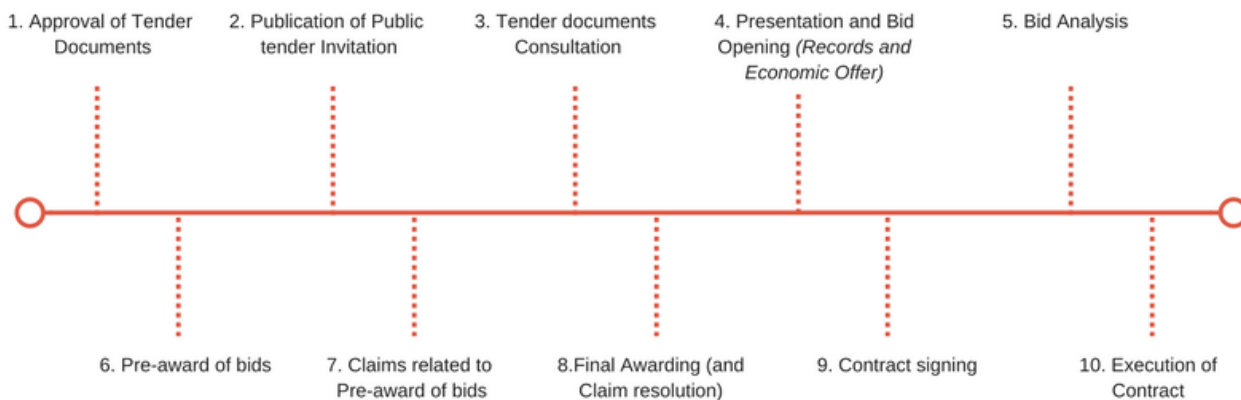 1. Approval of Tender
Documents
2. Publication of Public
tender Invitation
3. Tender documents
Consultation
4. Presentation and Bid
Opening (Records and
Economic Offer)
5. Bid Analysis
6. Pre-award of bids
7. Claims related to
Pre-award of bids
8.Final Awarding (and
Claim resolution)
9. Contract signing
10. Execution of
Contract